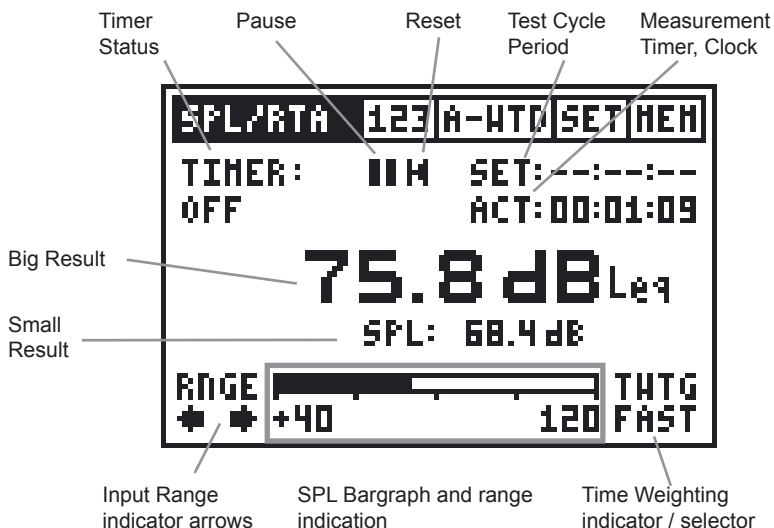 Timer Status
Pause
Reset
Test Cycle Period
Measurement Timer, Clock
SPL/RTA 123 A-WTD SET MEM
TIMER: SET:--:--:--
OFF ACT:00:01:09
Big Result
75.8 dB Leq
Small Result
SPL: 68.4 dB
RNGE TWTG
+40 120 FAST
Input Range indicator arrows
SPL Bargraph and range indication
Time Weighting indicator / selector